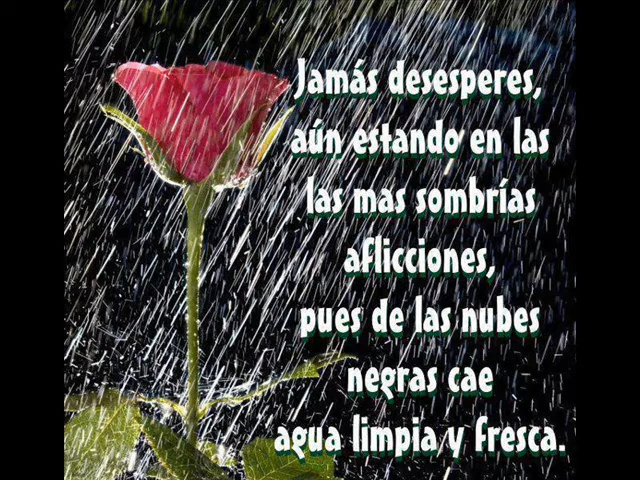 Jamás desesperes,
aún estando en las
las mas sombrías
aflicciones,
pues de las nubes
negras cae
agua limpia y fresca.